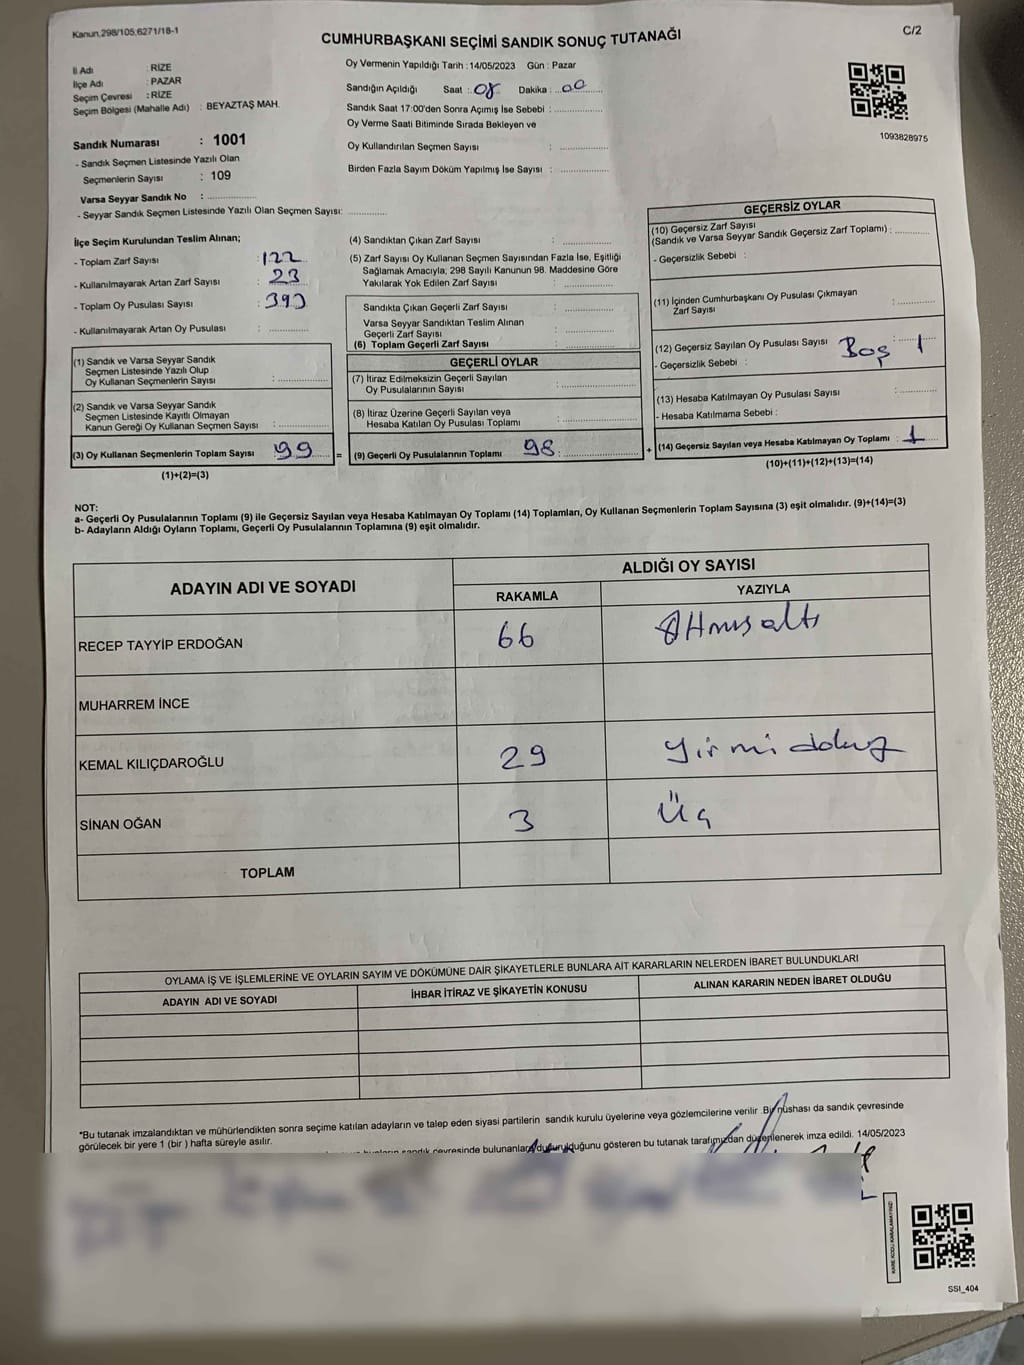 Kanun,298/105;6271/18-1
CUMHURBAŞKANI SEÇİMİ SANDIK SONUÇ TUTANAĞI
C/2
İl Adı : RİZE
İlçe Adı : PAZAR
Seçim Çevresi : RİZE
Seçim Bölgesi (Mahalle Adı) : BEYAZTAŞ MAH.
Sandık Numarası : 1001
- Sandık Seçmen Listesinde Yazılı Olan
Seçmenlerin Sayısı : 109
Varsa Seyyar Sandık No : ..............
- Seyyar Sandık Seçmen Listesinde Yazılı Olan Seçmen Sayısı: ............
Oy Vermenin Yapıldığı Tarih : 14/05/2023 Gün : Pazar
Sandığın Açıldığı Saat : 08 Dakika : 00
Sandık Saat 17:00'den Sonra Açımış İse Sebebi : ..............
Oy Verme Saati Bitiminde Sırada Bekleyen ve
Oy Kullandırılan Seçmen Sayısı : ..............
Birden Fazla Sayım Döküm Yapılmış İse Sayısı : ..............
1093828975
İlçe Seçim Kurulundan Teslim Alınan;
- Toplam Zarf Sayısı : 122
- Kullanılmayarak Artan Zarf Sayısı : 23
- Toplam Oy Pusulası Sayısı : 390
- Kullanılmayarak Artan Oy Pusulası : ............
(1) Sandık ve Varsa Seyyar Sandık
Seçmen Listesinde Yazılı Olup
Oy Kullanan Seçmenlerin Sayısı : ..............
(2) Sandık ve Varsa Seyyar Sandık
Seçmen Listesinde Kayıtlı Olmayan
Kanun Gereği Oy Kullanan Seçmen Sayısı : ..............
(3) Oy Kullanan Seçmenlerin Toplam Sayısı 99 =
(1)+(2)=(3)
(4) Sandıktan Çıkan Zarf Sayısı : ..............
(5) Zarf Sayısı Oy Kullanan Seçmen Sayısından Fazla İse, Eşitliği
Sağlamak Amacıyla; 298 Sayılı Kanunun 98. Maddesine Göre
Yakılarak Yok Edilen Zarf Sayısı : ..............
Sandıkta Çıkan Geçerli Zarf Sayısı : ..............
Varsa Seyyar Sandıktan Teslim Alınan
Geçerli Zarf Sayısı : ..............
(6) Toplam Geçerli Zarf Sayısı : ..............
GEÇERLİ OYLAR
(7) İtiraz Edilmeksizin Geçerli Sayılan
Oy Pusulalarının Sayısı : ..............
(8) İtiraz Üzerine Geçerli Sayılan veya
Hesaba Katılan Oy Pusulası Toplamı : ..............
(9) Geçerli Oy Pusulalarının Toplamı 98 : .............. +
GEÇERSİZ OYLAR
(10) Geçersiz Zarf Sayısı
(Sandık ve Varsa Seyyar Sandık Geçersiz Zarf Toplamı) : ..........
- Geçersizlik Sebebi :
(11) İçinden Cumhurbaşkanı Oy Pusulası Çıkmayan
Zarf Sayısı : ..........
(12) Geçersiz Sayılan Oy Pusulası Sayısı : Boş 1
- Geçersizlik Sebebi :
(13) Hesaba Katılmayan Oy Pusulası Sayısı : ..........
- Hesaba Katılmama Sebebi :
(14) Geçersiz Sayılan veya Hesaba Katılmayan Oy Toplamı : 1
(10)+(11)+(12)+(13)=(14)
NOT:
a- Geçerli Oy Pusulalarının Toplamı (9) ile Geçersiz Sayılan veya Hesaba Katılmayan Oy Toplamı (14) Toplamları, Oy Kullanan Seçmenlerin Toplam Sayısına (3) eşit olmalıdır. (9)+(14)=(3)
b- Adayların Aldığı Oyların Toplamı, Geçerli Oy Pusulalarının Toplamına (9) eşit olmalıdır.
ADAYIN ADI VE SOYADI
ALDIĞI OY SAYISI
RAKAMLA YAZIYLA
RECEP TAYYİP ERDOĞAN 66 Altmışaltı
MUHARREM İNCE
KEMAL KILIÇDAROĞLU 29 yirmi dokuz
SİNAN OĞAN 3 Üç
TOPLAM
OYLAMA İŞ VE İŞLEMLERİNE VE OYLARIN SAYIM VE DÖKÜMÜNE DAİR ŞİKAYETLERLE BUNLARA AİT KARARLARIN NELERDEN İBARET BULUNDUKLARI
ADAYIN ADI VE SOYADI İHBAR İTİRAZ VE ŞİKAYETİN KONUSU ALINAN KARARIN NEDEN İBARET OLDUĞU
*Bu tutanak imzalandıktan ve mühürlendikten sonra seçime katılan adayların ve talep eden siyasi partilerin sandık kurulu üyelerine veya gözlemcilerine verilir .Bir nüshası da sandık çevresinde
görülecek bir yere 1 (bir ) hafta süreyle asılır.
sandık çevresinde bulunanlara duyurulduğunu gösteren bu tutanak tarafımızdan düzenlenerek imza edildi. 14/05/2023
KARE KODU KARALAMAYINIZ!
SSI_404